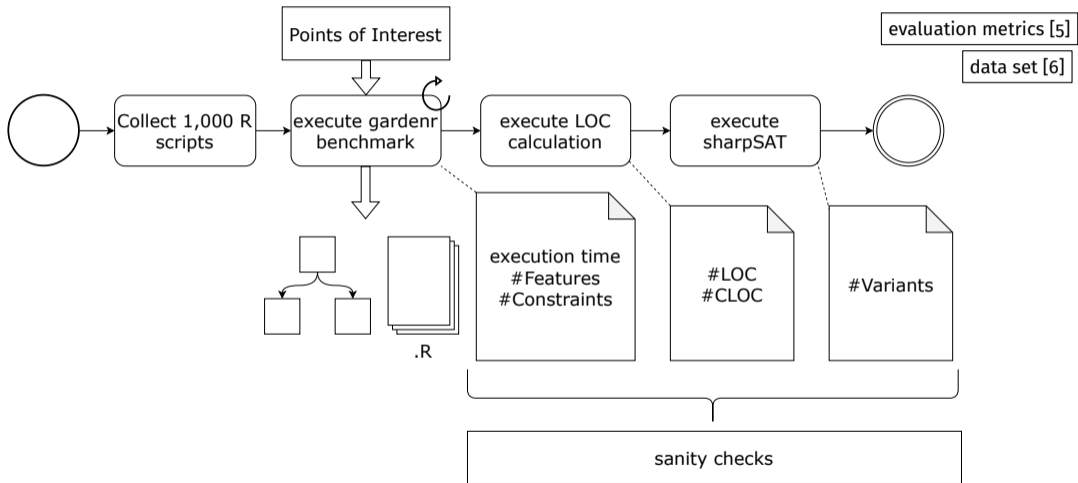 Points of Interest
evaluation metrics [5]
data set [6]
Collect 1,000 R
scripts
execute gardenr
benchmark
execute LOC
calculation
execute
sharpSAT
execution time
#Features
#Constraints
#LOC
#CLOC
#Variants
.R
sanity checks